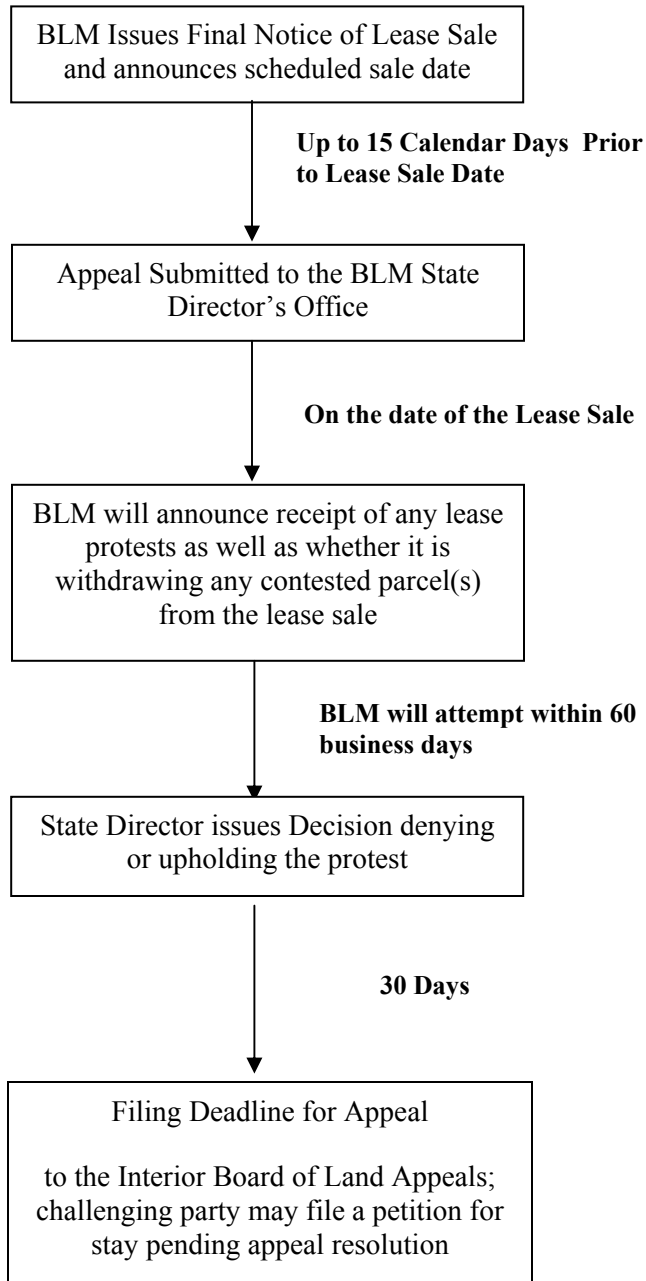 BLM Issues Final Notice of Lease Sale
and announces scheduled sale date
Up to 15 Calendar Days  Prior
to Lease Sale Date
Appeal Submitted to the BLM State
Director’s Office
On the date of the Lease Sale
BLM will announce receipt of any lease
protests as well as whether it is
withdrawing any contested parcel(s)
from the lease sale
BLM will attempt within 60
business days
State Director issues Decision denying
or upholding the protest
30 Days
Filing Deadline for Appeal
to the Interior Board of Land Appeals;
challenging party may file a petition for
stay pending appeal resolution